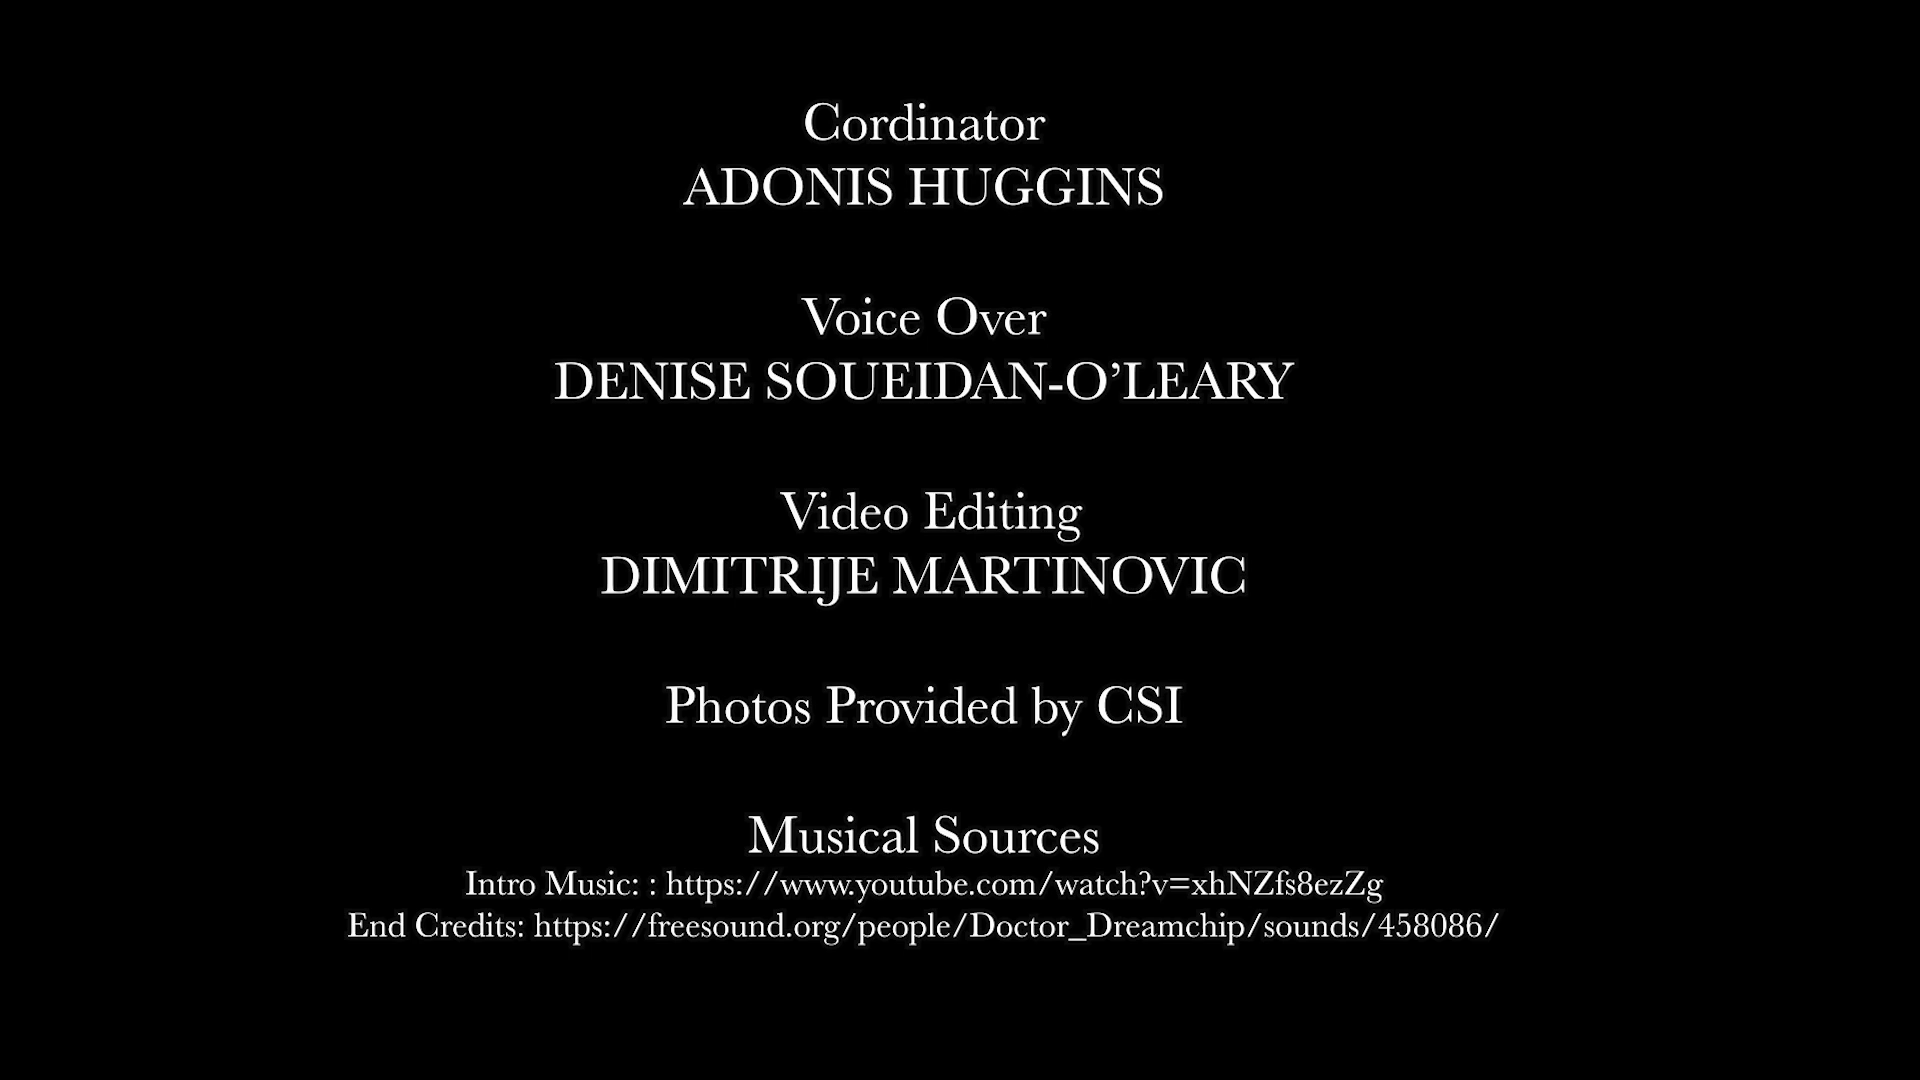 Cordinator
ADONIS HUGGINS
Voice Over
DENISE SOUEIDAN-O’LEARY
Video Editing
DIMITRIJE MARTINOVIC
Photos Provided by CSI
Musical Sources
Intro Music: : https://www.youtube.com/watch?v=xhNZfs8ezZg
End Credits: https://freesound.org/people/Doctor_Dreamchip/sounds/458086/